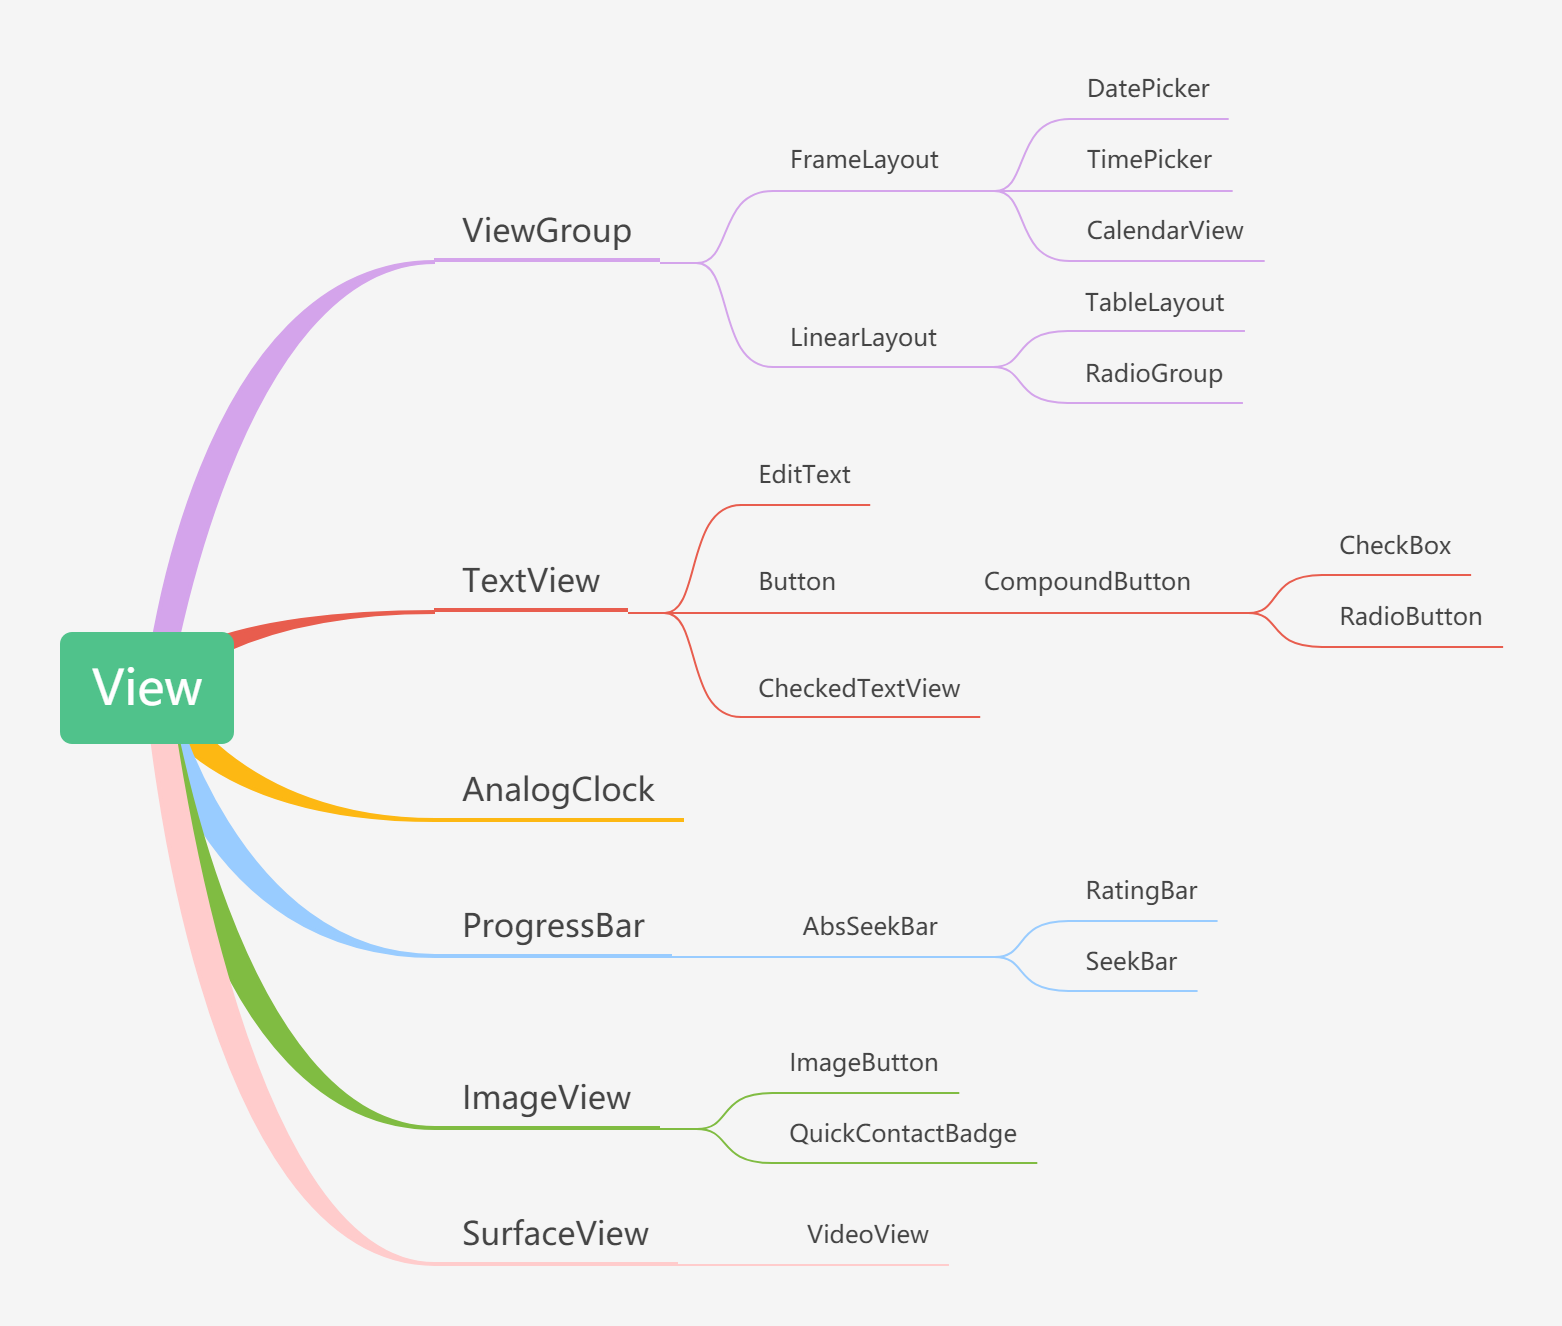 View
ViewGroup
FrameLayout
DatePicker
TimePicker
CalendarView
LinearLayout
TableLayout
RadioGroup
TextView
EditText
Button
CompoundButton
CheckBox
RadioButton
CheckedTextView
AnalogClock
ProgressBar
AbsSeekBar
RatingBar
SeekBar
ImageView
ImageButton
QuickContactBadge
SurfaceView
VideoView